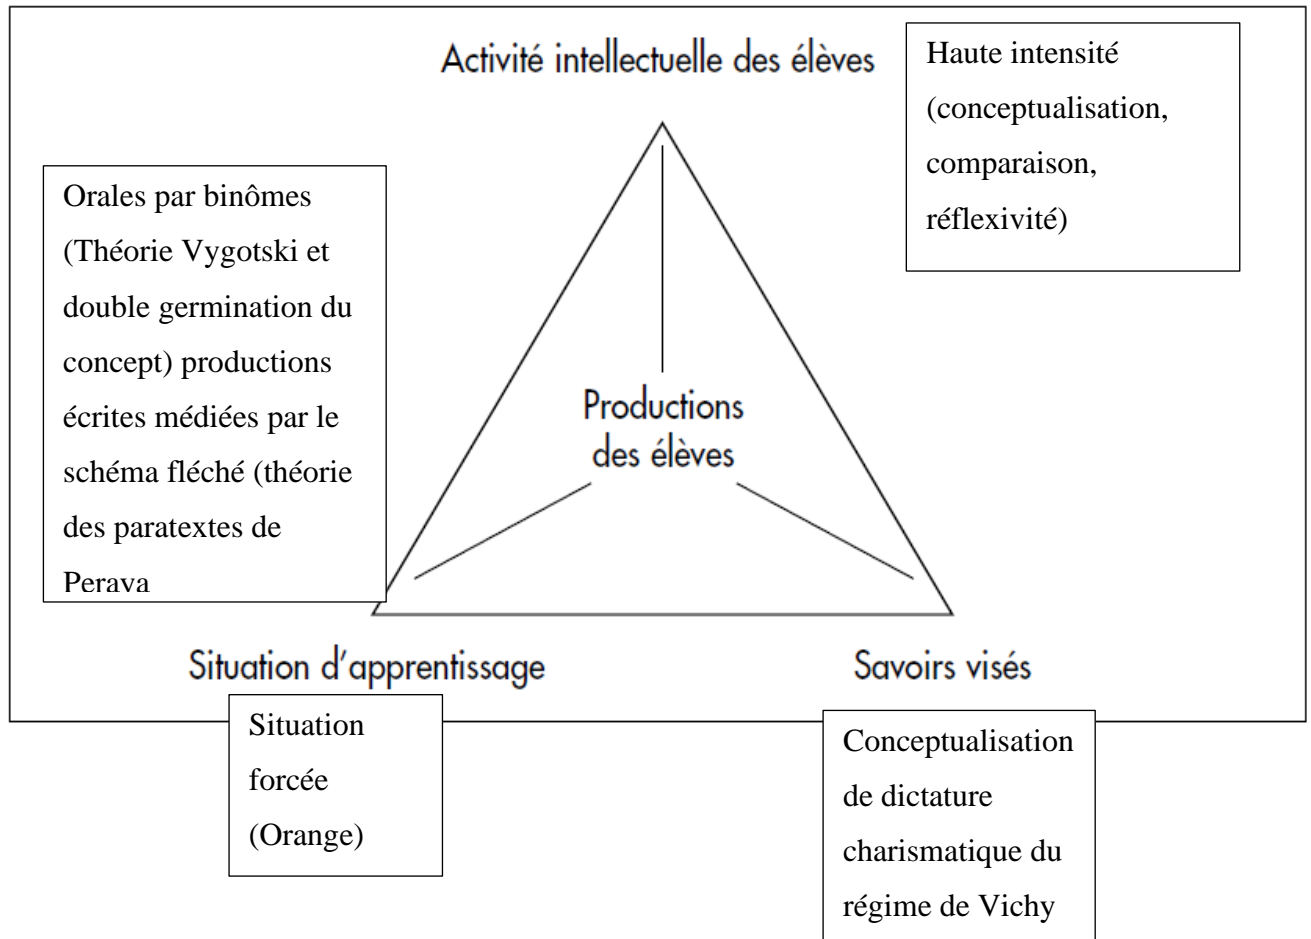 Activité intellectuelle des élèves
Haute intensité
(conceptualisation,
comparaison,
réflexivité)
Orales par binômes
(Théorie Vygotski et
double germination du
concept) productions
écrites médiées par le
schéma fléché (théorie
des paratextes de
Perava
Productions
des élèves
Situation d'apprentissage
Savoirs visés
Situation
forcée
(Orange)
Conceptualisation
de dictature
charismatique du
régime de Vichy